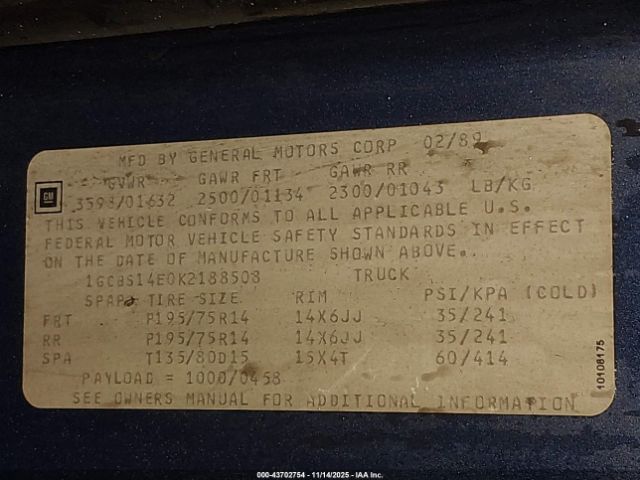 MFD BY GENERAL MOTORS CORP 02/89
GVWR GAWR FRT GAWR RR
GM
3598/01632 2500/01134 2300/01043 LB/KG
THIS VEHICLE CONFORMS TO ALL APPLICABLE U.S.
FEDERAL MOTOR VEHICLE SAFETY STANDARDS IN EFFECT
ON THE DATE OF MANUFACTURE SHOWN ABOVE.
1GCBS14E0K2188508 TRUCK
SPARE TIRE SIZE RIM PSI/KPA (COLD)
FRT P195/75R14 14X6JJ 35/241
RR P195/75R14 14X6JJ 35/241
SPA T135/80D15 15X4T 60/414
PAYLOAD = 1000/0458
SEE OWNERS MANUAL FOR ADDITIONAL INFORMATION
10108175
000-43702754 - 11/14/2025 - IAA Inc.